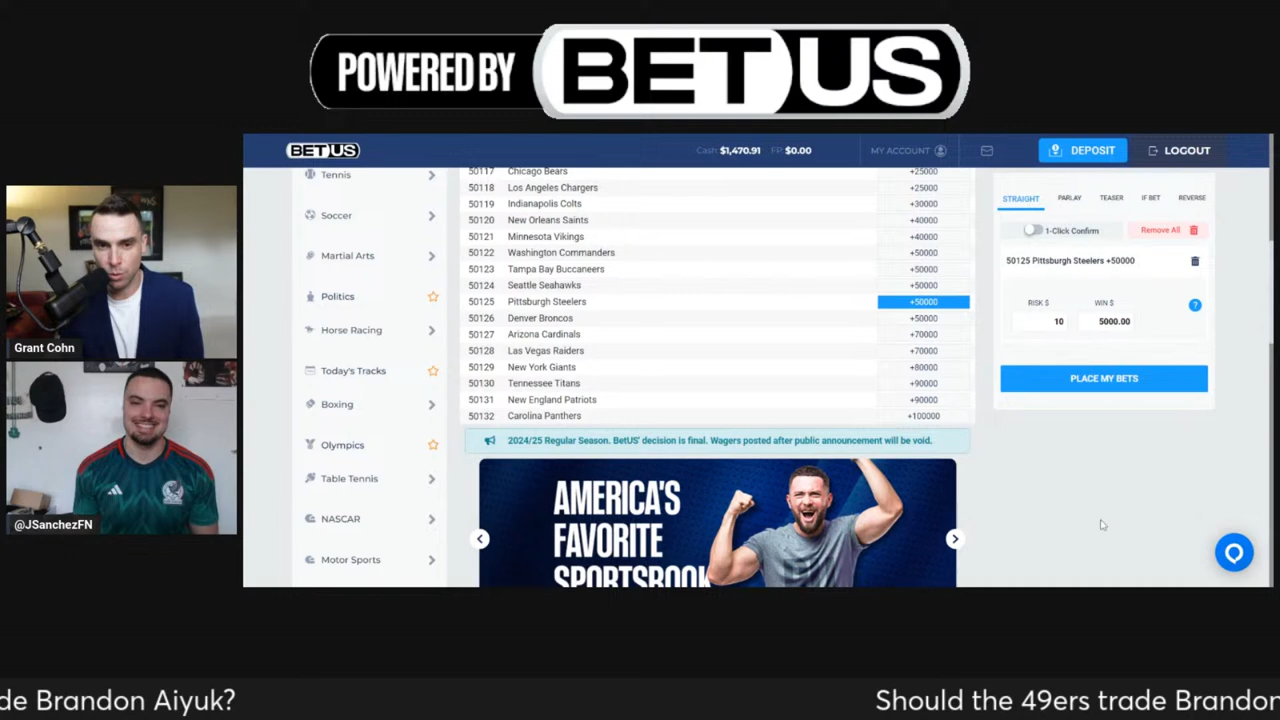 POWERED BY BETUS
BETUS
Cash $1,470.91 FP $0.00
MY ACCOUNT
DEPOSIT
LOGOUT
Tennis
Soccer
Martial Arts
Politics
Horse Racing
Today's Tracks
Boxing
Olympics
Table Tennis
NASCAR
Motor Sports
50117 Chicago Bears +25000
50118 Los Angeles Chargers +25000
50119 Indianapolis Colts +30000
50120 New Orleans Saints +40000
50121 Minnesota Vikings +40000
50122 Washington Commanders +50000
50123 Tampa Bay Buccaneers +50000
50124 Seattle Seahawks +50000
50125 Pittsburgh Steelers +50000
50126 Denver Broncos +50000
50127 Arizona Cardinals +70000
50128 Las Vegas Raiders +70000
50129 New York Giants +80000
50130 Tennessee Titans +90000
50131 New England Patriots +90000
50132 Carolina Panthers +100000
2024/25 Regular Season. BetUS' decision is final. Wagers posted after public announcement will be void.
AMERICA'S
FAVORITE
SPORTSBOOK
STRAIGHT PARLAY TEASER IF BET REVERSE
1-Click Confirm Remove All
50125 Pittsburgh Steelers +50000
RISK $ WIN $
?
10 5000.00
PLACE MY BETS
Grant Cohn
@JSanchezFN
de Brandon Aiyuk? Should the 49ers trade Brandon